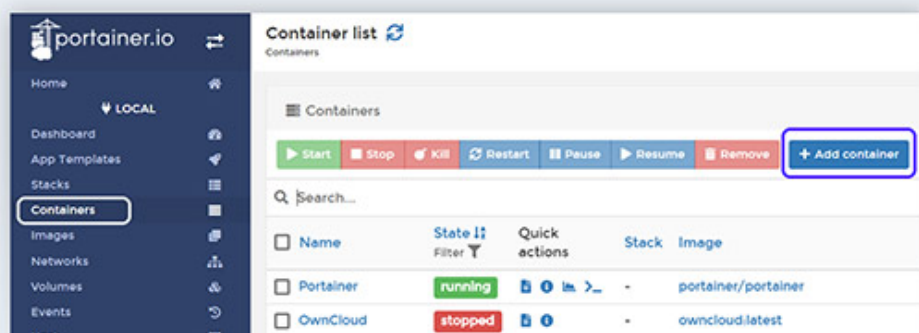 portainer.io
Home
LOCAL
Dashboard
App Templates
Stacks
Containers
Images
Networks
Volumes
Events
Container list
Containers
Containers
Start Stop Kill Restart Pause Resume Remove + Add container
Search...
Name State Filter Quick actions Stack Image
Portainer running - portainer/portainer
OwnCloud stopped - owncloud:latest